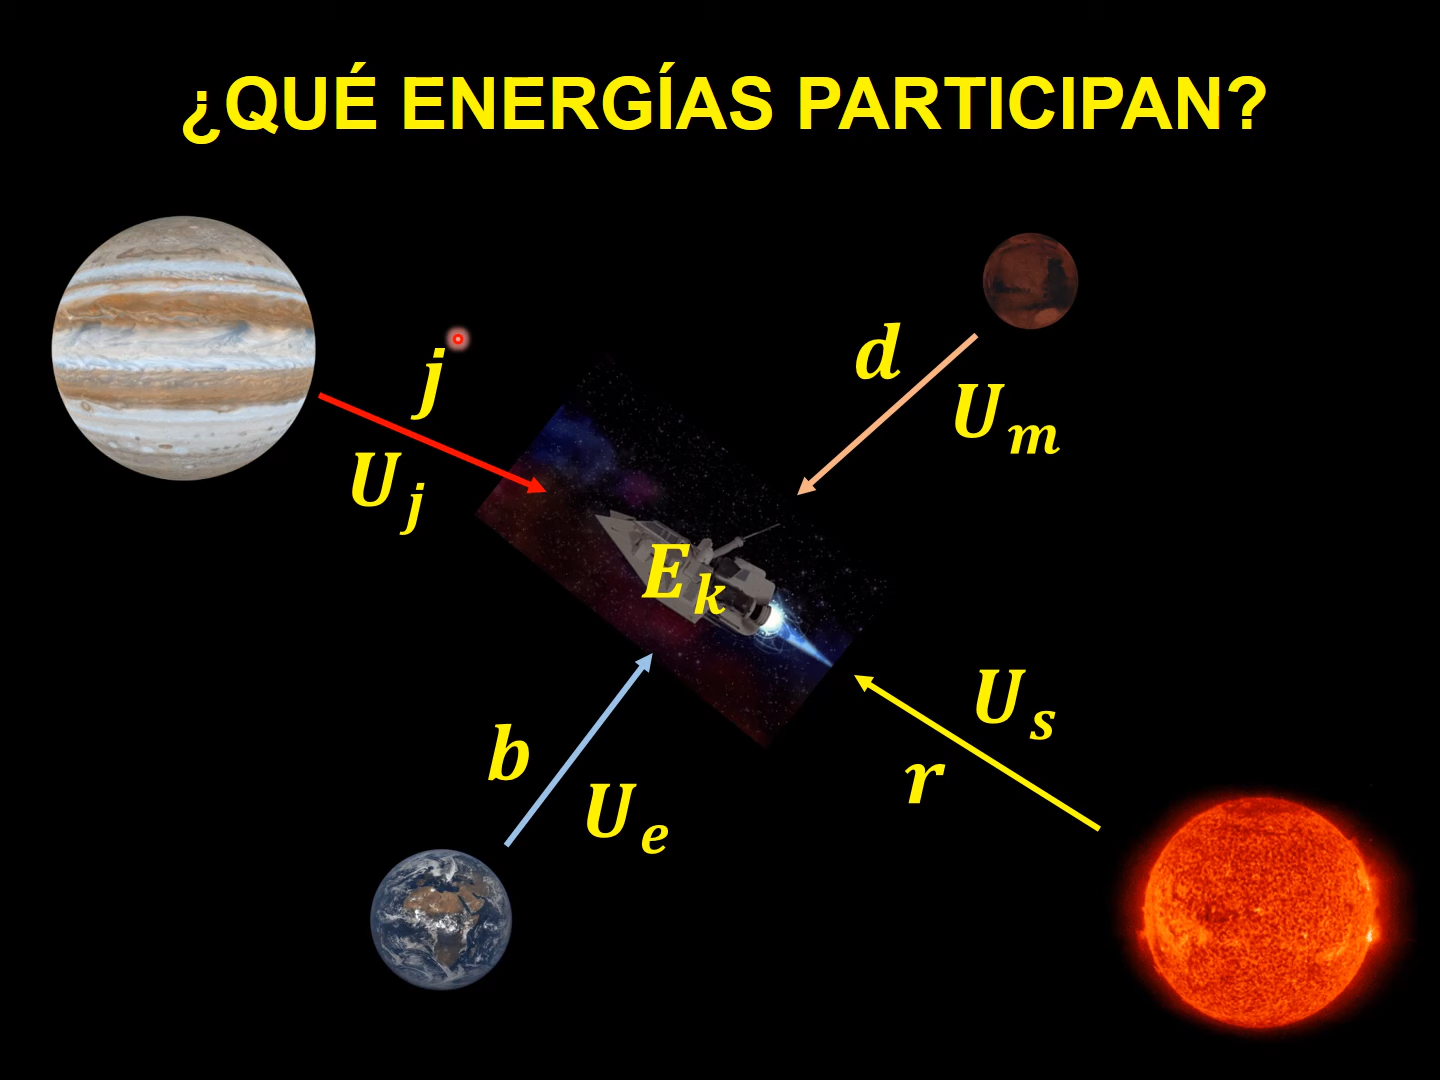 ¿QUÉ ENERGÍAS PARTICIPAN?
j
d
U_m
U_j
E_k
U_s
b
r
U_e